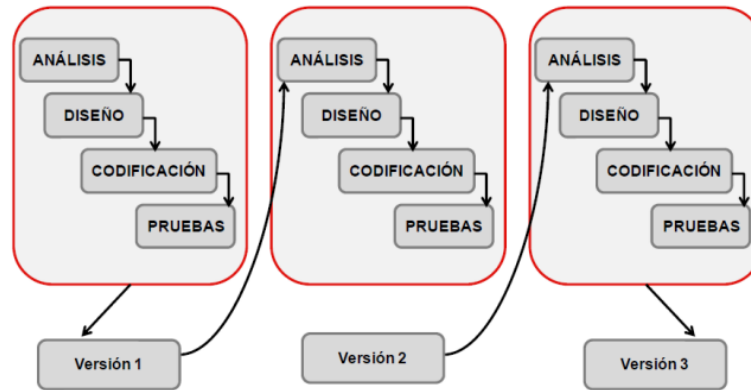 ANÁLISIS
DISEÑO
CODIFICACIÓN
PRUEBAS
ANÁLISIS
DISEÑO
CODIFICACIÓN
PRUEBAS
ANÁLISIS
DISEÑO
CODIFICACIÓN
PRUEBAS
Versión 1
Versión 2
Versión 3